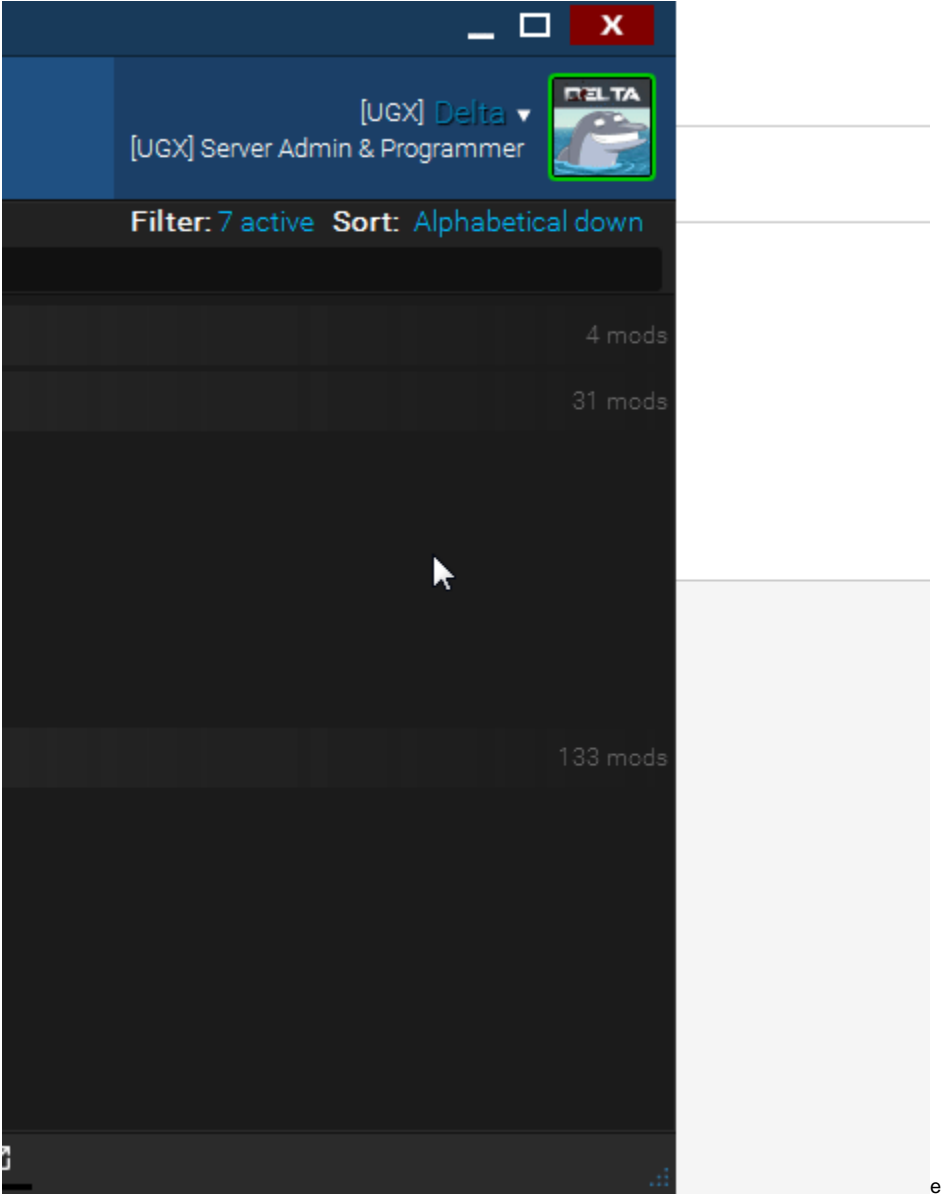 X
[UGX] Delta
DELTA
[UGX] Server Admin & Programmer
Filter: 7 active Sort: Alphabetical down
4 mods
31 mods
133 mods
e